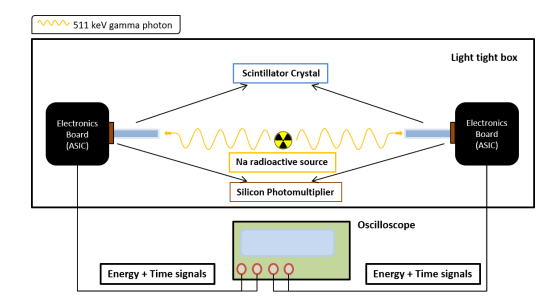 511 keV gamma photon
Light tight box
Scintillator Crystal
Electronics
Board
(ASIC)
Electronics
Board
(ASIC)
Na radioactive source
Silicon Photomultiplier
Oscilloscope
Energy + Time signals
Energy + Time signals